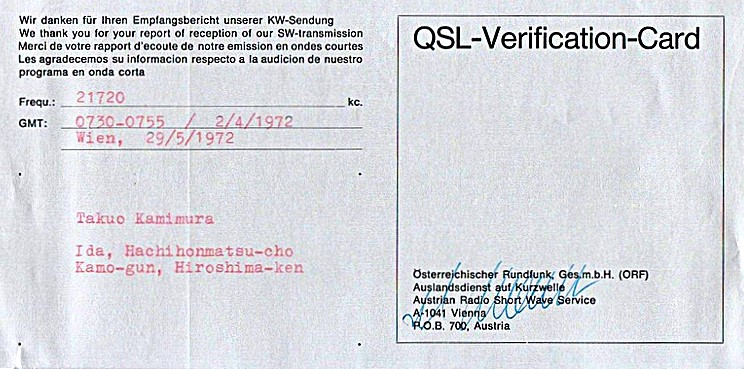 Wir danken für Ihren Empfangsbericht unserer KW-Sendung
We thank you for your report of reception of our SW-transmission
Merci de votre rapport d'ecoute de notre emission en ondes courtes
Les agradecemos su informacion respecto a la audicion de nuestro
programa en onda corta
Frequ.: 21720 kc.
GMT: 0730-0755 / 2/4/1972
Wien, 29/5/1972
Takuo Kamimura
Ida, Hachihonmatsu-cho
Kamo-gun, Hiroshima-ken
QSL-Verification-Card
Österreichischer Rundfunk, Ges.m.b.H. (ORF)
Auslandsdienst auf Kurzwelle
Austrian Radio Short Wave Service
A-1041 Vienna
P.O.B. 700, Austria